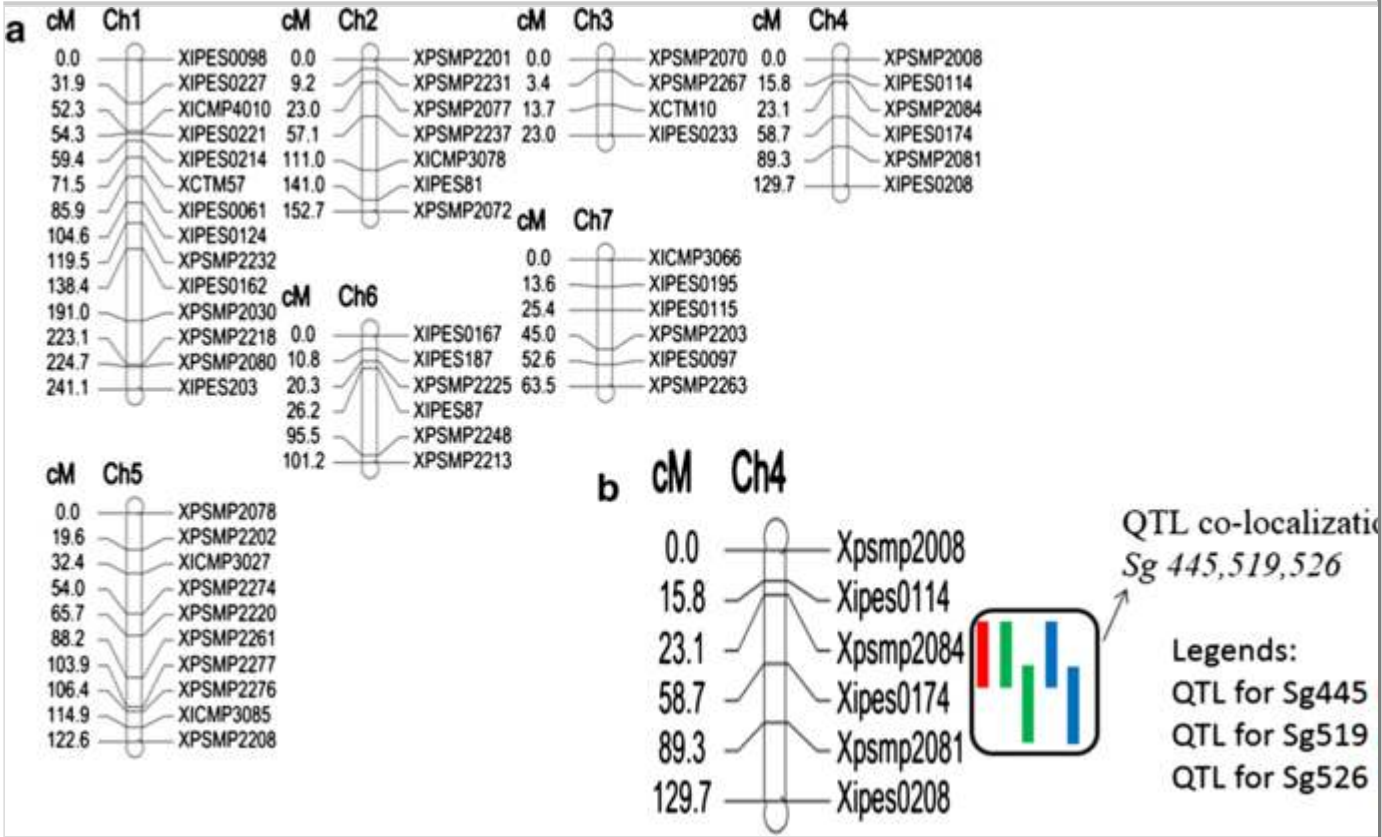 a
cM Ch1
0.0 XIPES0098
31.9 XIPES0227
52.3 XICMP4010
54.3 XIPES0221
59.4 XIPES0214
71.5 XCTM57
85.9 XIPES0061
104.6 XIPES0124
119.5 XPSMP2232
138.4 XIPES0162
191.0 XPSMP2030
223.1 XPSMP2218
224.7 XPSMP2080
241.1 XIPES203
cM Ch2
0.0 XPSMP2201
9.2 XPSMP2231
23.0 XPSMP2077
57.1 XPSMP2237
111.0 XICMP3078
141.0 XIPES81
152.7 XPSMP2072
cM Ch3
0.0 XPSMP2070
3.4 XPSMP2267
13.7 XCTM10
23.0 XIPES0233
cM Ch4
0.0 XPSMP2008
15.8 XIPES0114
23.1 XPSMP2084
58.7 XIPES0174
89.3 XPSMP2081
129.7 XIPES0208
cM Ch7
0.0 XICMP3066
13.6 XIPES0195
25.4 XIPES0115
45.0 XPSMP2203
52.6 XIPES0097
63.5 XPSMP2263
cM Ch6
0.0 XIPES0167
10.8 XIPES187
20.3 XPSMP2225
26.2 XIPES87
95.5 XPSMP2248
101.2 XPSMP2213
cM Ch5
0.0 XPSMP2078
19.6 XPSMP2202
32.4 XICMP3027
54.0 XPSMP2274
65.7 XPSMP2220
88.2 XPSMP2261
103.9 XPSMP2277
106.4 XPSMP2276
114.9 XICMP3085
122.6 XPSMP2208
b
cM Ch4
0.0 Xpsmp2008
15.8 Xipes0114
23.1 Xpsmp2084
58.7 Xipes0174
89.3 Xpsmp2081
129.7 Xipes0208
QTL co-localizatio
Sg 445,519,526
Legends:
QTL for Sg445
QTL for Sg519
QTL for Sg526